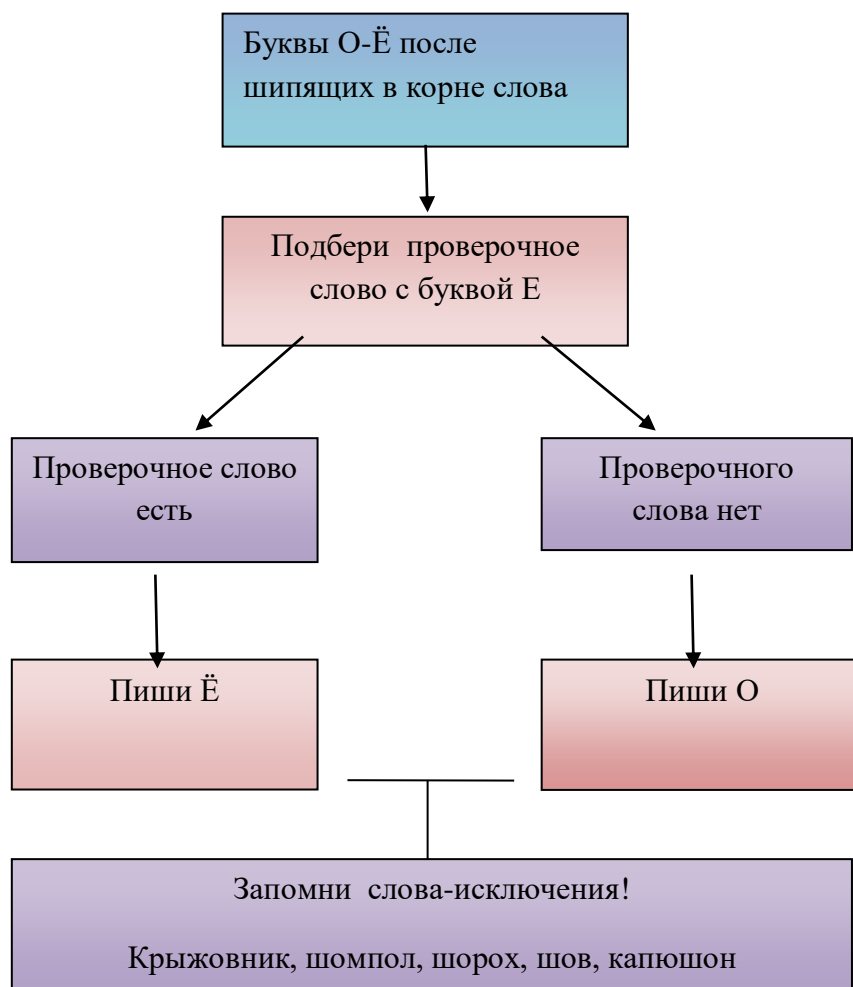 Буквы О-Ё после
шипящих в корне слова
Подбери проверочное
слово с буквой Е
Проверочное слово
есть
Проверочного
слова нет
Пиши Ё
Пиши О
Запомни слова-исключения!
Крыжовник, шомпол, шорох, шов, капюшон